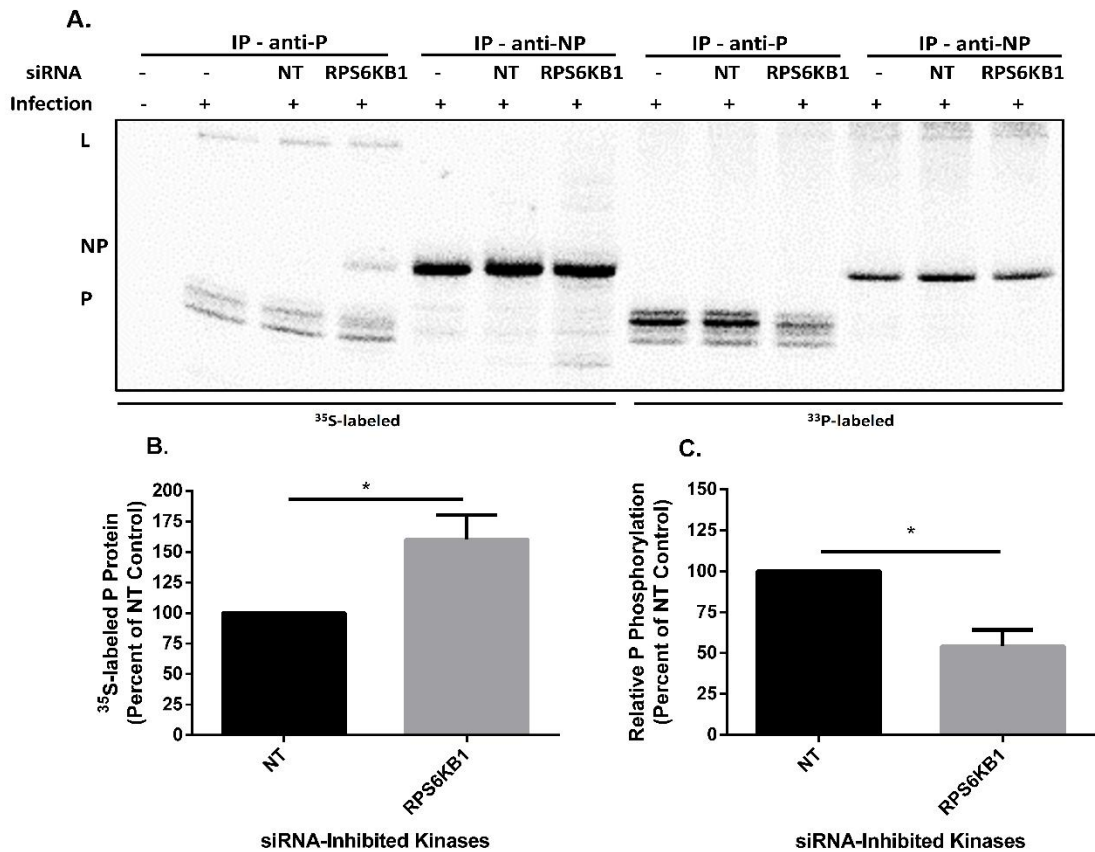 A.
IP - anti-P IP - anti-NP IP - anti-P IP - anti-NP
siRNA - - NT RPS6KB1 - NT RPS6KB1 - NT RPS6KB1 - NT RPS6KB1
Infection - + + + + + + + + + + + +
L
NP
P
³⁵S-labeled ³³P-labeled
B.
³⁵S-labeled P Protein
(Percent of NT Control)
200
175
150
125
100
75
50
25
0
*
NT
RPS6KB1
siRNA-Inhibited Kinases
C.
Relative P Phosphorylation
(Percent of NT Control)
150
125
100
75
50
25
0
*
NT
RPS6KB1
siRNA-Inhibited Kinases